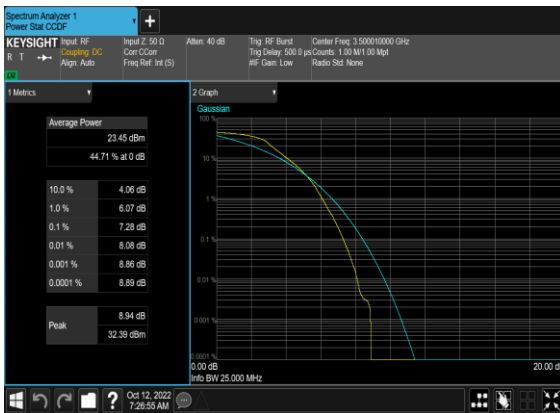 Spectrum Analyzer 1
Power Stat CCDF
KEYSIGHT
R T
LV
Input: RF
Coupling: DC
Align: Auto
Input Z: 50 Ω
Corr CCorr
Freq Ref: Int (S)
Atten: 40 dB
Trig: RF Burst
Trig Delay: 500.0 µs
#IF Gain: Low
Center Freq: 3.500010000 GHz
Counts: 1.00 M/1.00 Mpt
Radio Std: None
1 Metrics
Average Power
23.45 dBm
44.71 % at 0 dB
10.0 % 4.06 dB
1.0 % 6.07 dB
0.1 % 7.28 dB
0.01 % 8.08 dB
0.001 % 8.86 dB
0.0001 % 8.89 dB
Peak
8.94 dB
32.39 dBm
2 Graph
Gaussian
100 %
10 %
1 %
0.1 %
0.01 %
0.001 %
0.0001 %
0.00 dB
20.00 d
Info BW 25.000 MHz
Oct 12, 2022
7:26:55 AM